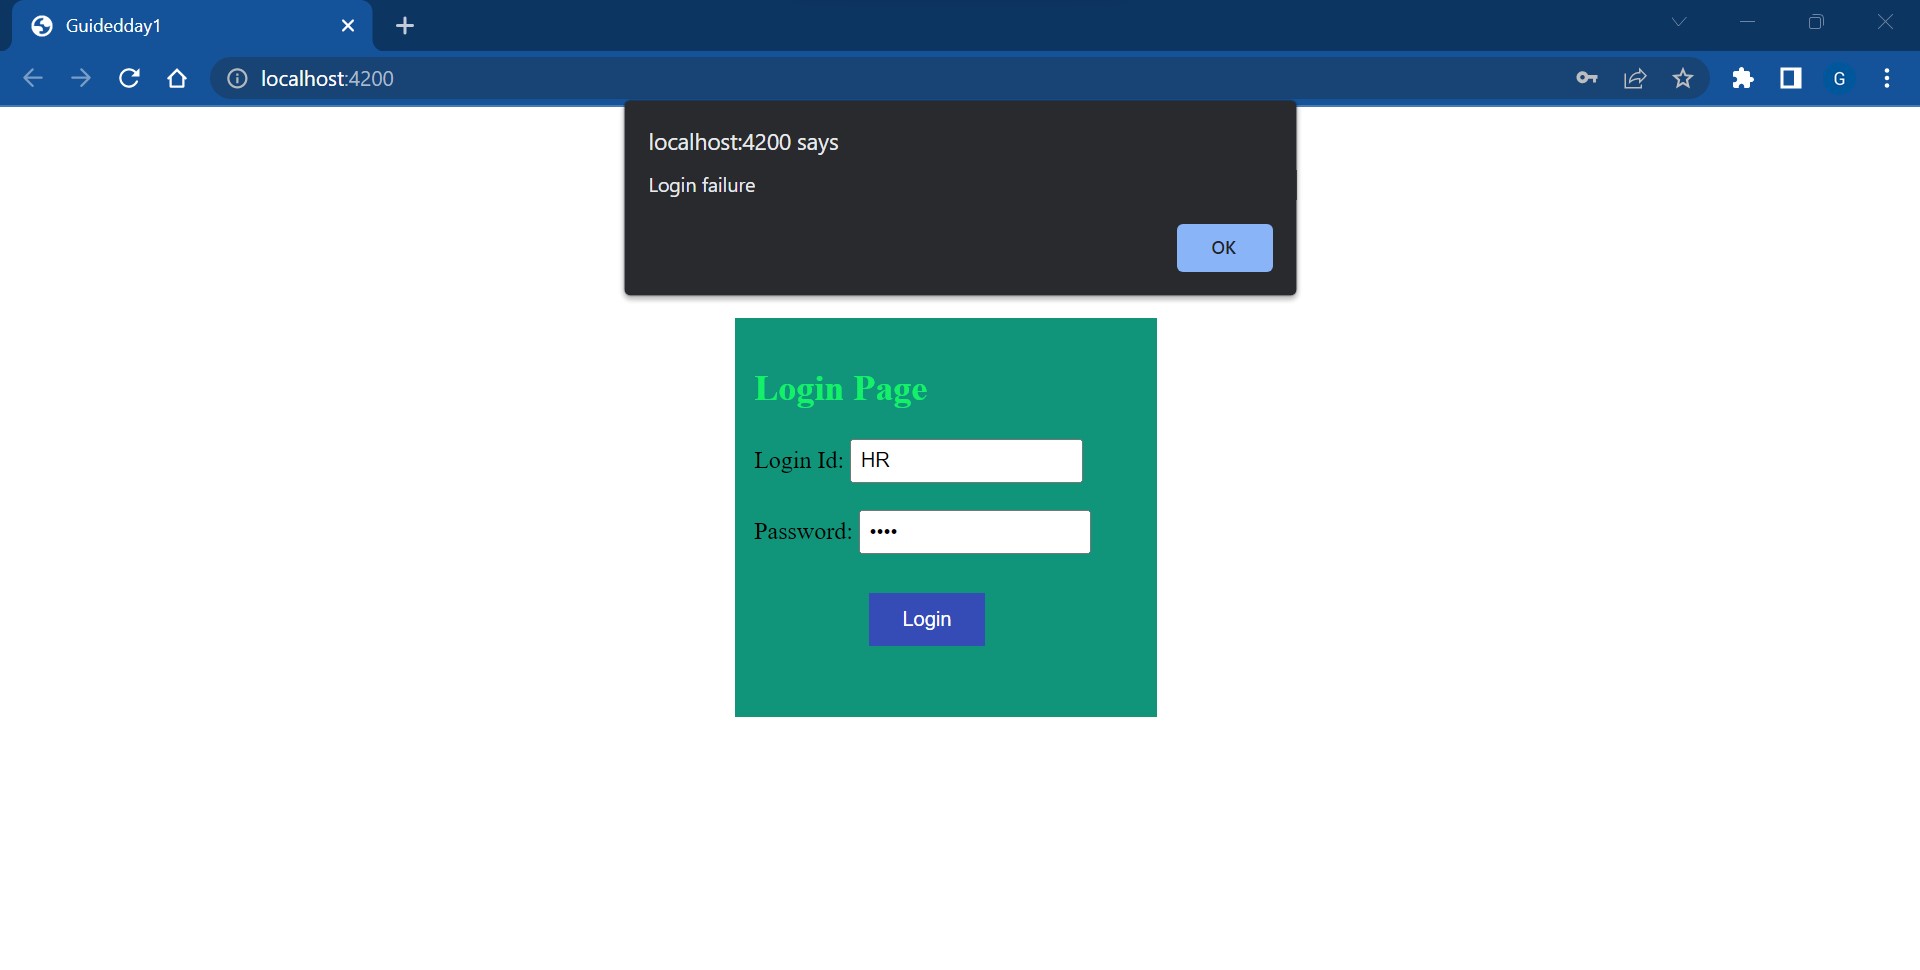 Guidedday1
localhost:4200
G
localhost:4200 says
Login failure
OK
Login Page
Login Id: HR
Password: ••••
Login